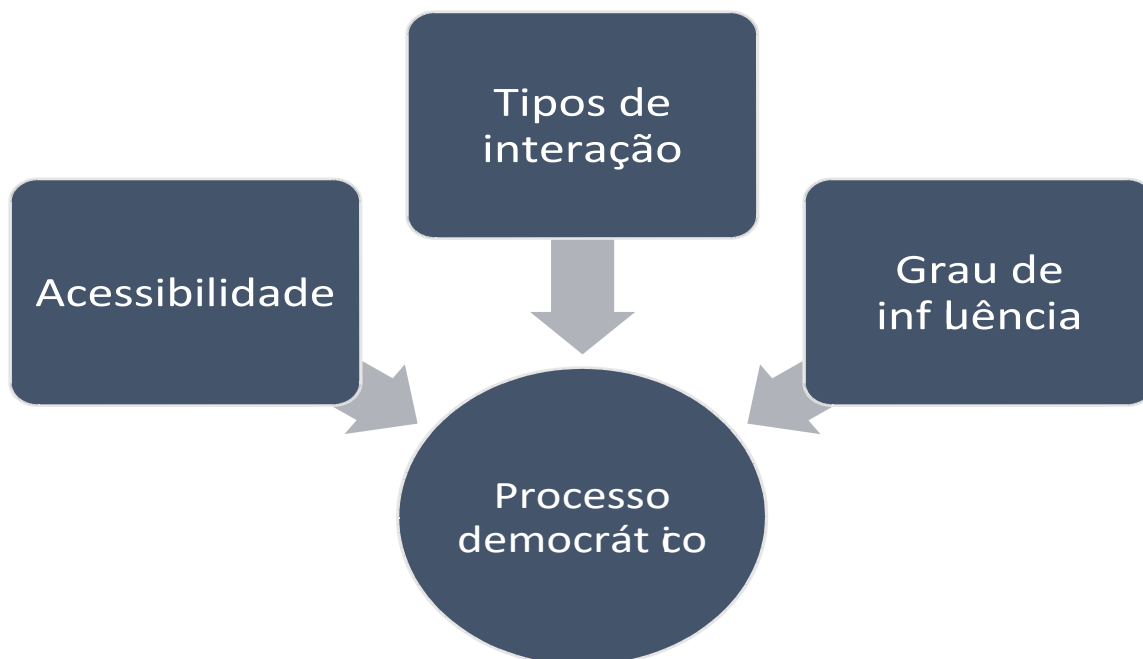 Tipos de
interação
Acessibilidade
Grau de
influência
Processo
democrático